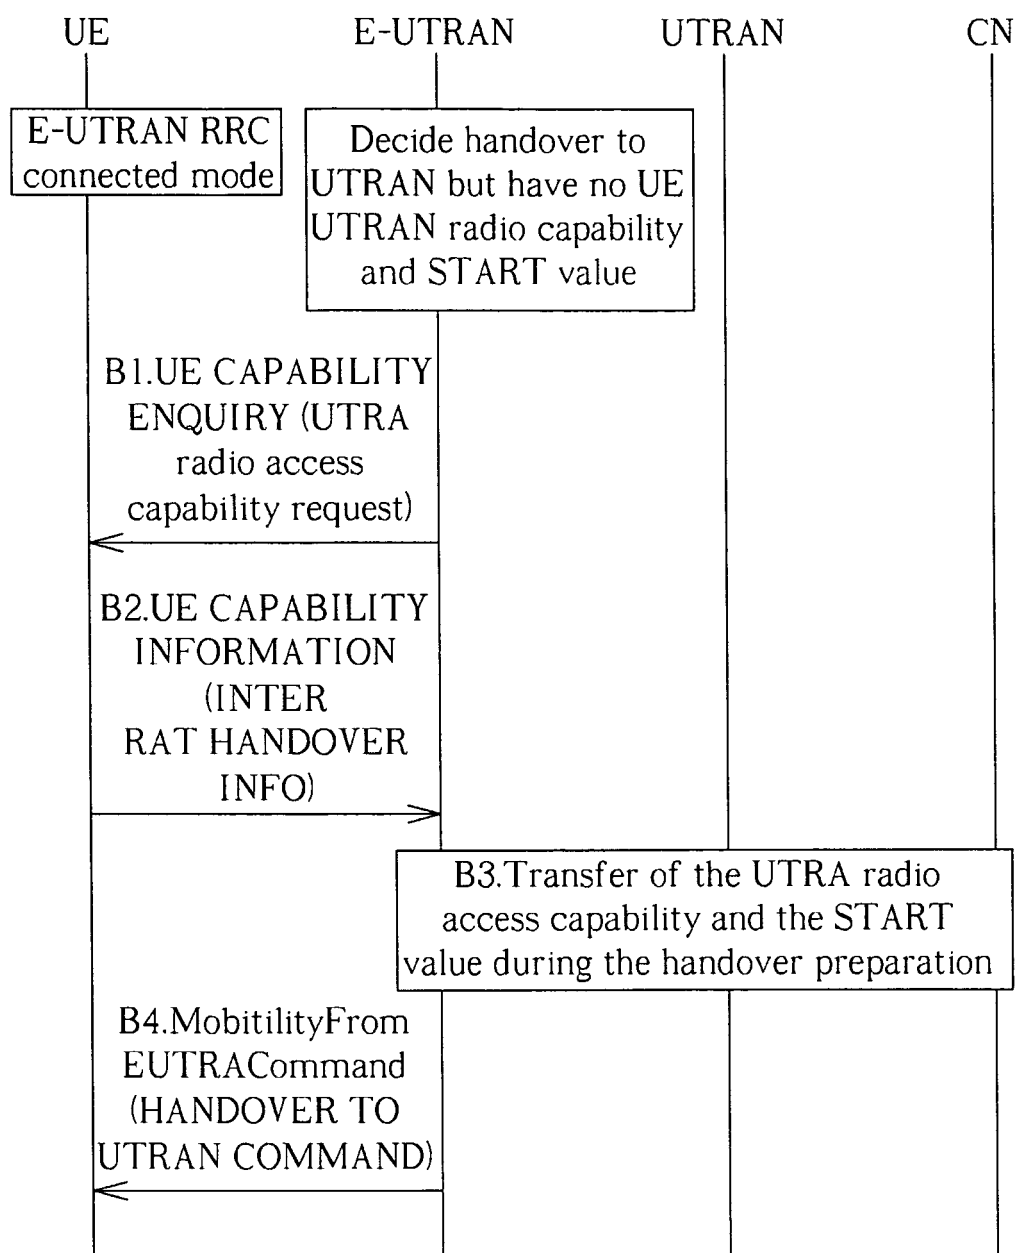 UE E-UTRAN UTRAN CN
E-UTRAN RRC
connected mode
Decide handover to
UTRAN but have no UE
UTRAN radio capability
and START value
B1.UE CAPABILITY
ENQUIRY (UTRA
radio access
capability request)
B2.UE CAPABILITY
INFORMATION
(INTER
RAT HANDOVER
INFO)
B3.Transfer of the UTRA radio
access capability and the START
value during the handover preparation
B4.MobitilityFrom
EUTRACommand
(HANDOVER TO
UTRAN COMMAND)